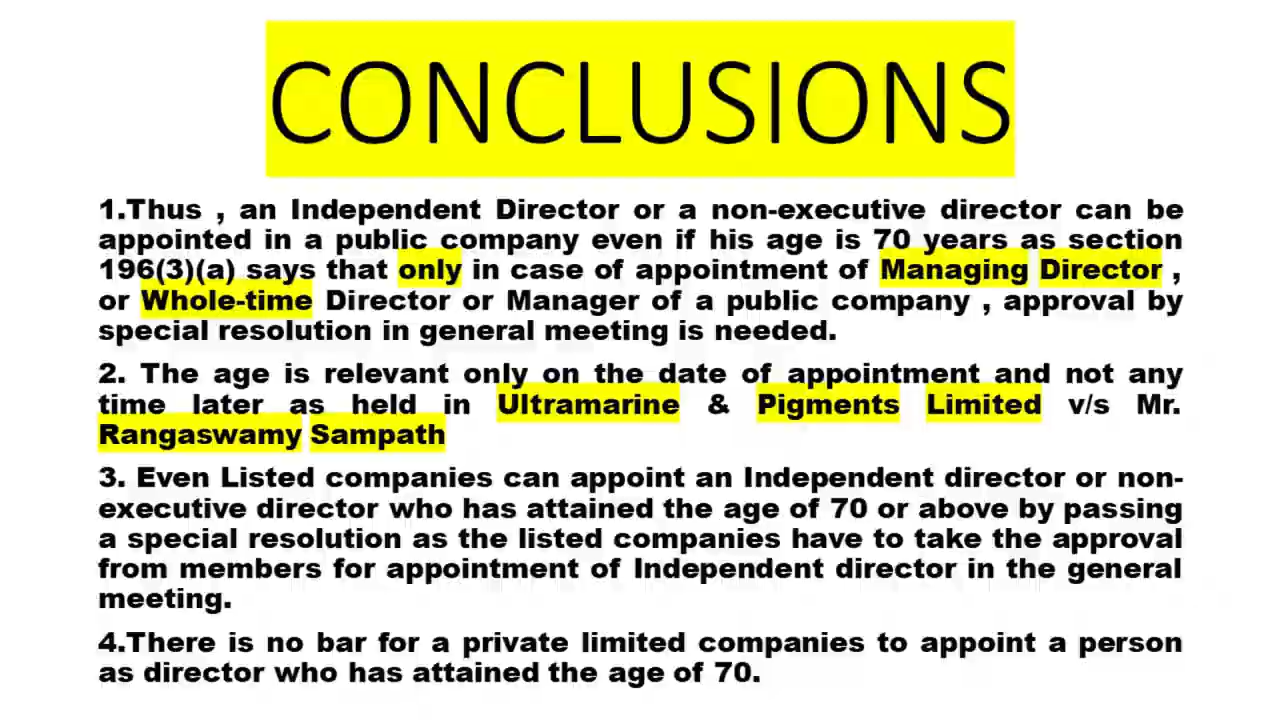 CONCLUSIONS
1.Thus , an Independent Director or a non-executive director can be
appointed in a public company even if his age is 70 years as section
196(3)(a) says that only in case of appointment of Managing Director ,
or Whole-time Director or Manager of a public company , approval by
special resolution in general meeting is needed.
2. The age is relevant only on the date of appointment and not any
time later as held in Ultramarine & Pigments Limited v/s Mr.
Rangaswamy Sampath
3. Even Listed companies can appoint an Independent director or non-
executive director who has attained the age of 70 or above by passing
a special resolution as the listed companies have to take the approval
from members for appointment of Independent director in the general
meeting.
4.There is no bar for a private limited companies to appoint a person
as director who has attained the age of 70.